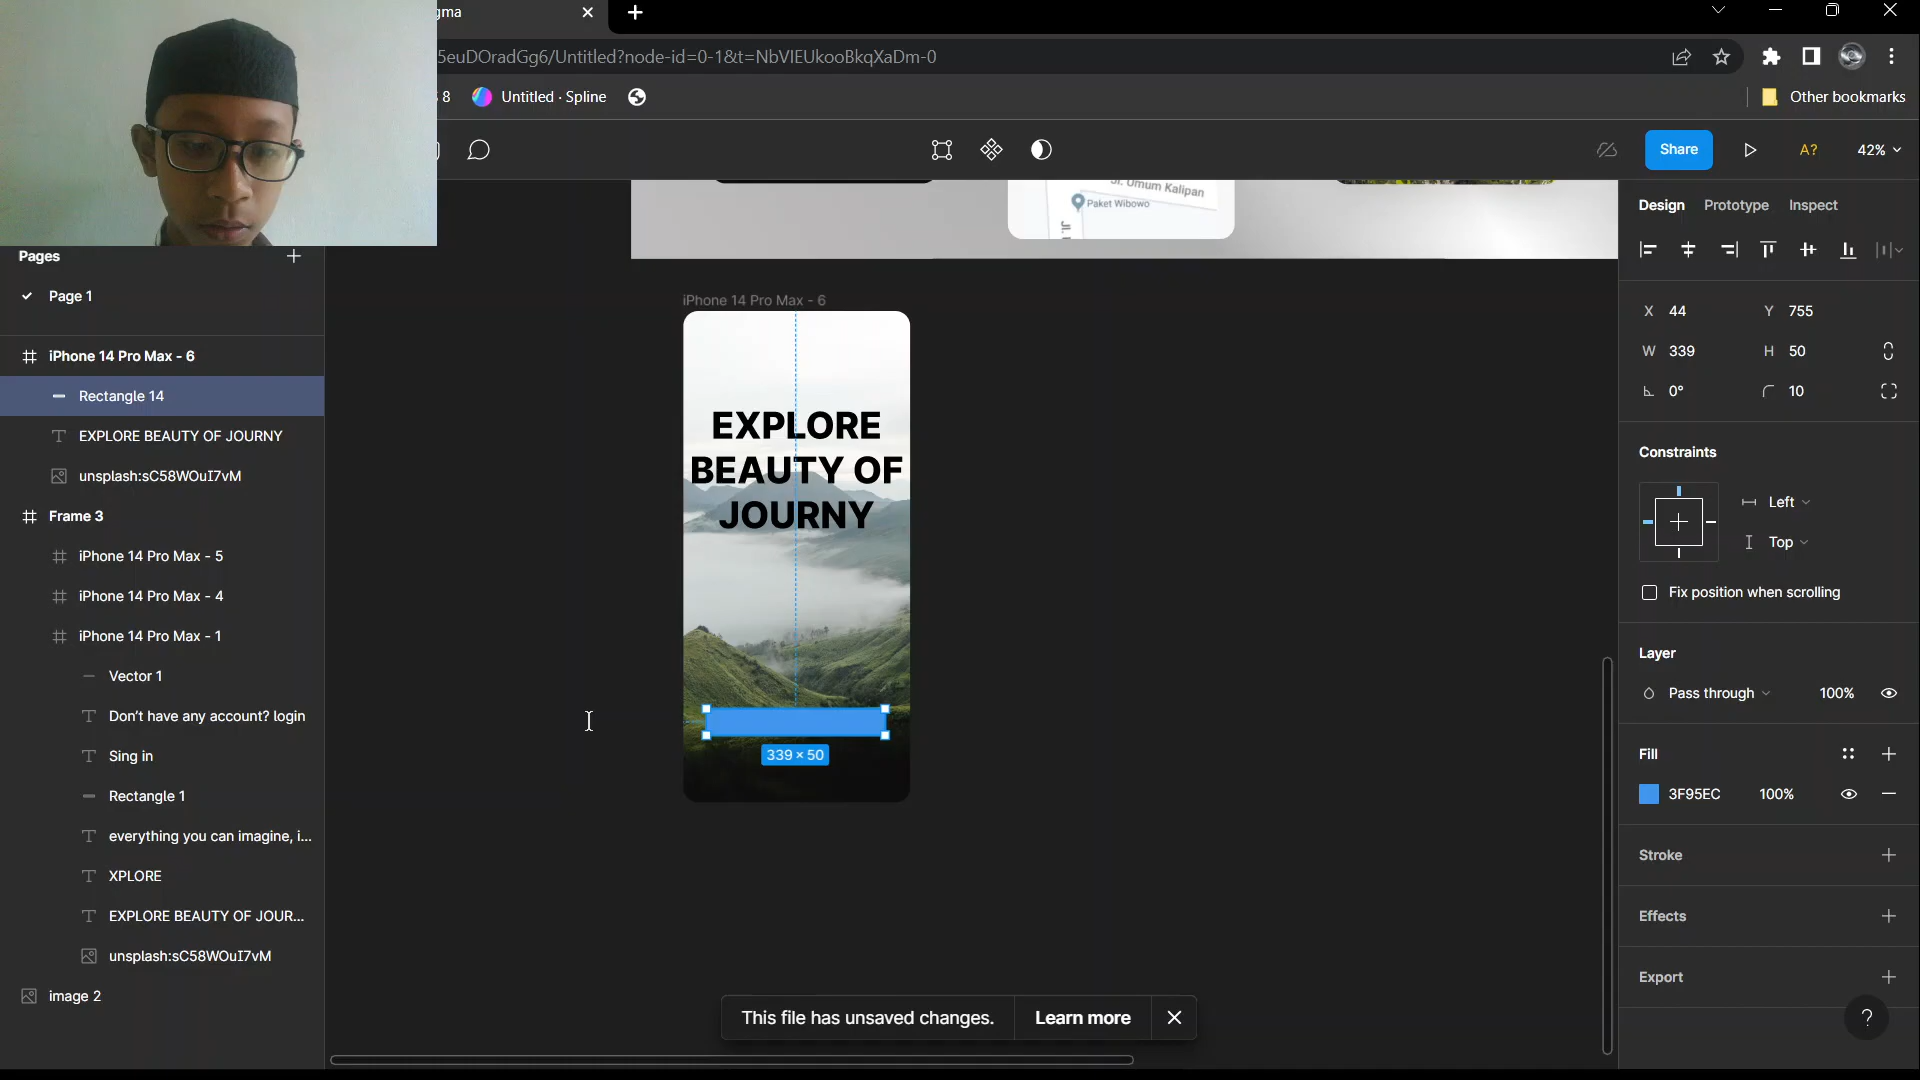 gma
5euDOradGg6/Untitled?node-id=0-1&t=NbVIEUkooBkqXaDm-0
8 Untitled · Spline
Other bookmarks
Share
A?
42%
Pages
Page 1
iPhone 14 Pro Max - 6
Rectangle 14
EXPLORE BEAUTY OF JOURNY
unsplash:sC58WOuI7vM
Frame 3
iPhone 14 Pro Max - 5
iPhone 14 Pro Max - 4
iPhone 14 Pro Max - 1
Vector 1
Don't have any account? login
Sing in
Rectangle 1
everything you can imagine, i...
XPLORE
EXPLORE BEAUTY OF JOUR...
unsplash:sC58WOuI7vM
image 2
Jl. Umum Kalipan
Paket Wibowo
iPhone 14 Pro Max - 6
EXPLORE
BEAUTY OF
JOURNY
339 × 50
This file has unsaved changes.
Learn more
Design Prototype Inspect
X 44 Y 755
W 339 H 50
0° 10
Constraints
Left
Top
Fix position when scrolling
Layer
Pass through 100%
Fill
3F95EC 100%
Stroke
Effects
Export
?